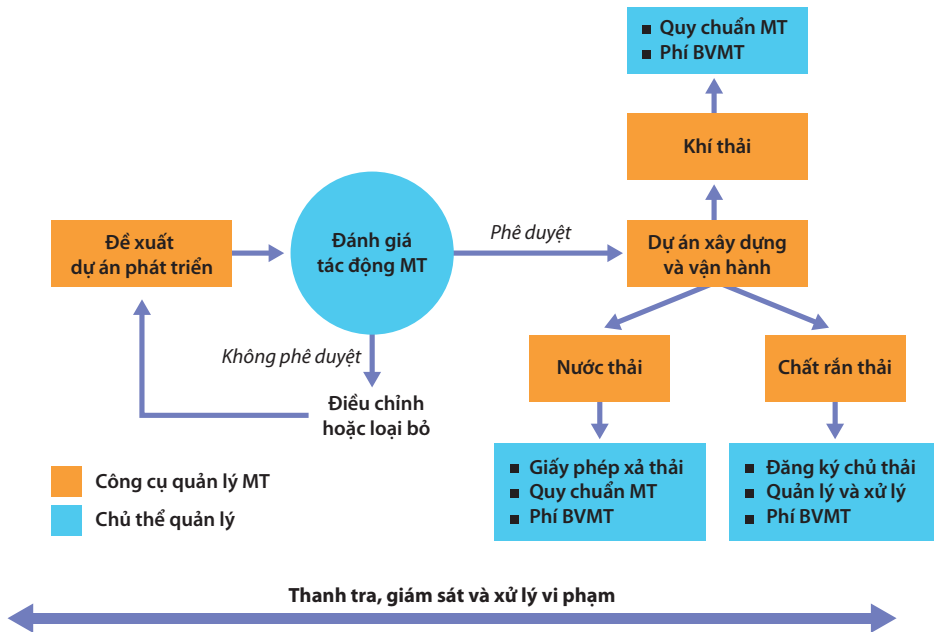 Quy chuẩn MT
Phí BVMT
Khí thải
Đề xuất
dự án phát triển
Đánh giá
tác động MT
Phê duyệt
Dự án xây dựng
và vận hành
Không phê duyệt
Điều chỉnh
hoặc loại bỏ
Nước thải
Chất rắn thải
Giấy phép xả thải
Quy chuẩn MT
Phí BVMT
Đăng ký chủ thải
Quản lý và xử lý
Phí BVMT
Công cụ quản lý MT
Chủ thể quản lý
Thanh tra, giám sát và xử lý vi phạm